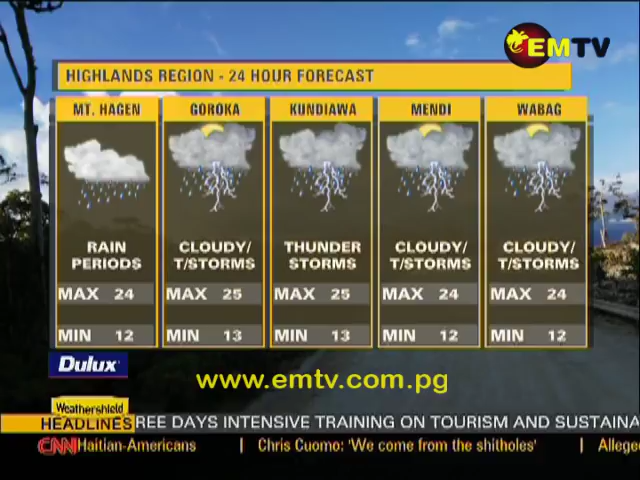 EMTV
HIGHLANDS REGION - 24 HOUR FORECAST
MT. HAGEN
RAIN
PERIODS
MAX 24
MIN 12
GOROKA
CLOUDY/
T/STORMS
MAX 25
MIN 13
KUNDIAWA
THUNDER
STORMS
MAX 25
MIN 13
MENDI
CLOUDY/
T/STORMS
MAX 24
MIN 12
WABAG
CLOUDY/
T/STORMS
MAX 24
MIN 12
Dulux
Weathershield
www.emtv.com.pg
HEADLINES REE DAYS INTENSIVE TRAINING ON TOURISM AND SUSTAINA
CNN Haitian-Americans | Chris Cuomo: 'We come from the shitholes' | Allege